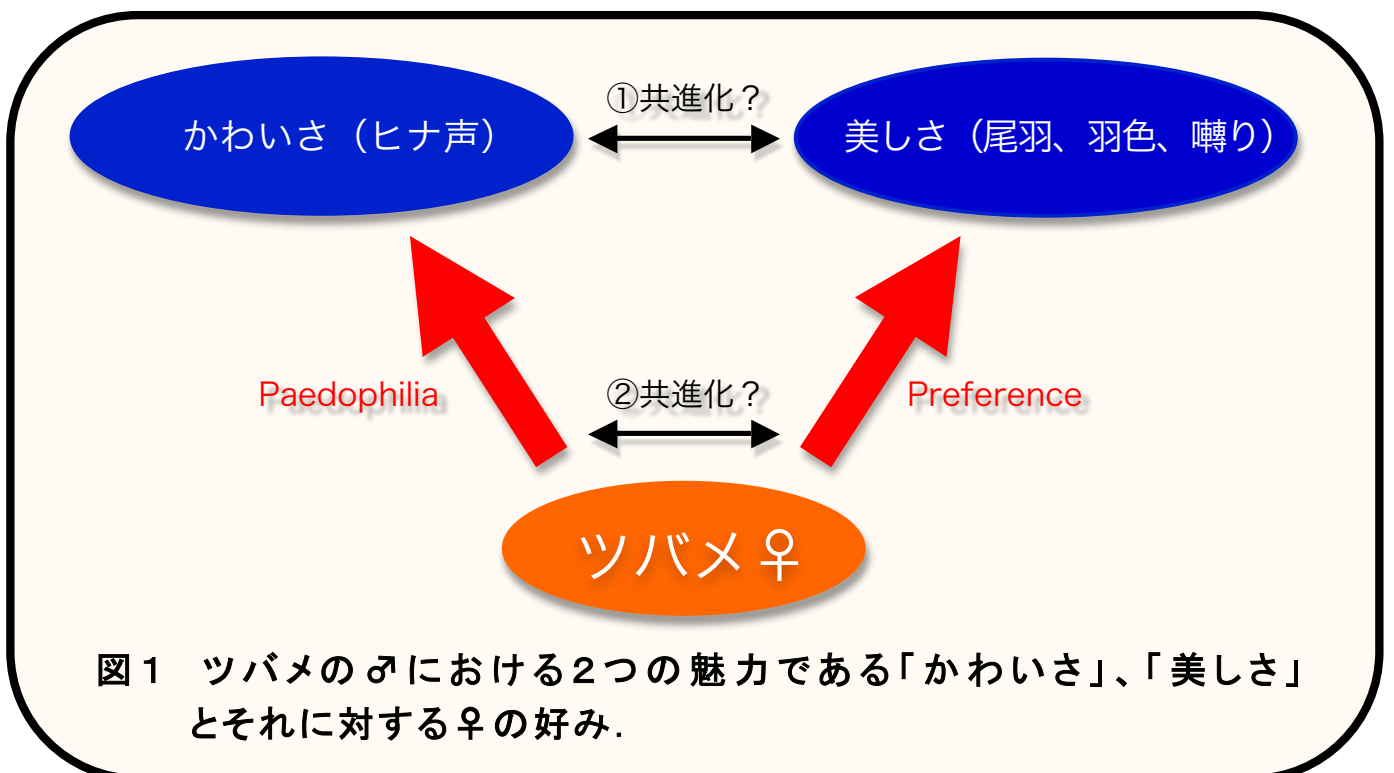 ①共進化？
かわいさ（ヒナ声）
美しさ（尾羽、羽色、囀り）
Paedophilia
②共進化？
Preference
ツバメ♀
図１　ツバメの♂における２つの魅力である「かわいさ」、「美しさ」
とそれに対する♀の好み.